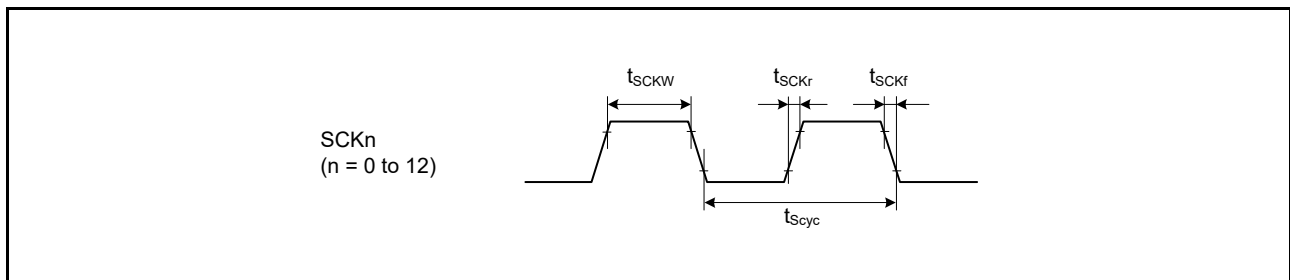 tSCKW
tSCKr
tSCKf
SCKn
(n = 0 to 12)
tScyc